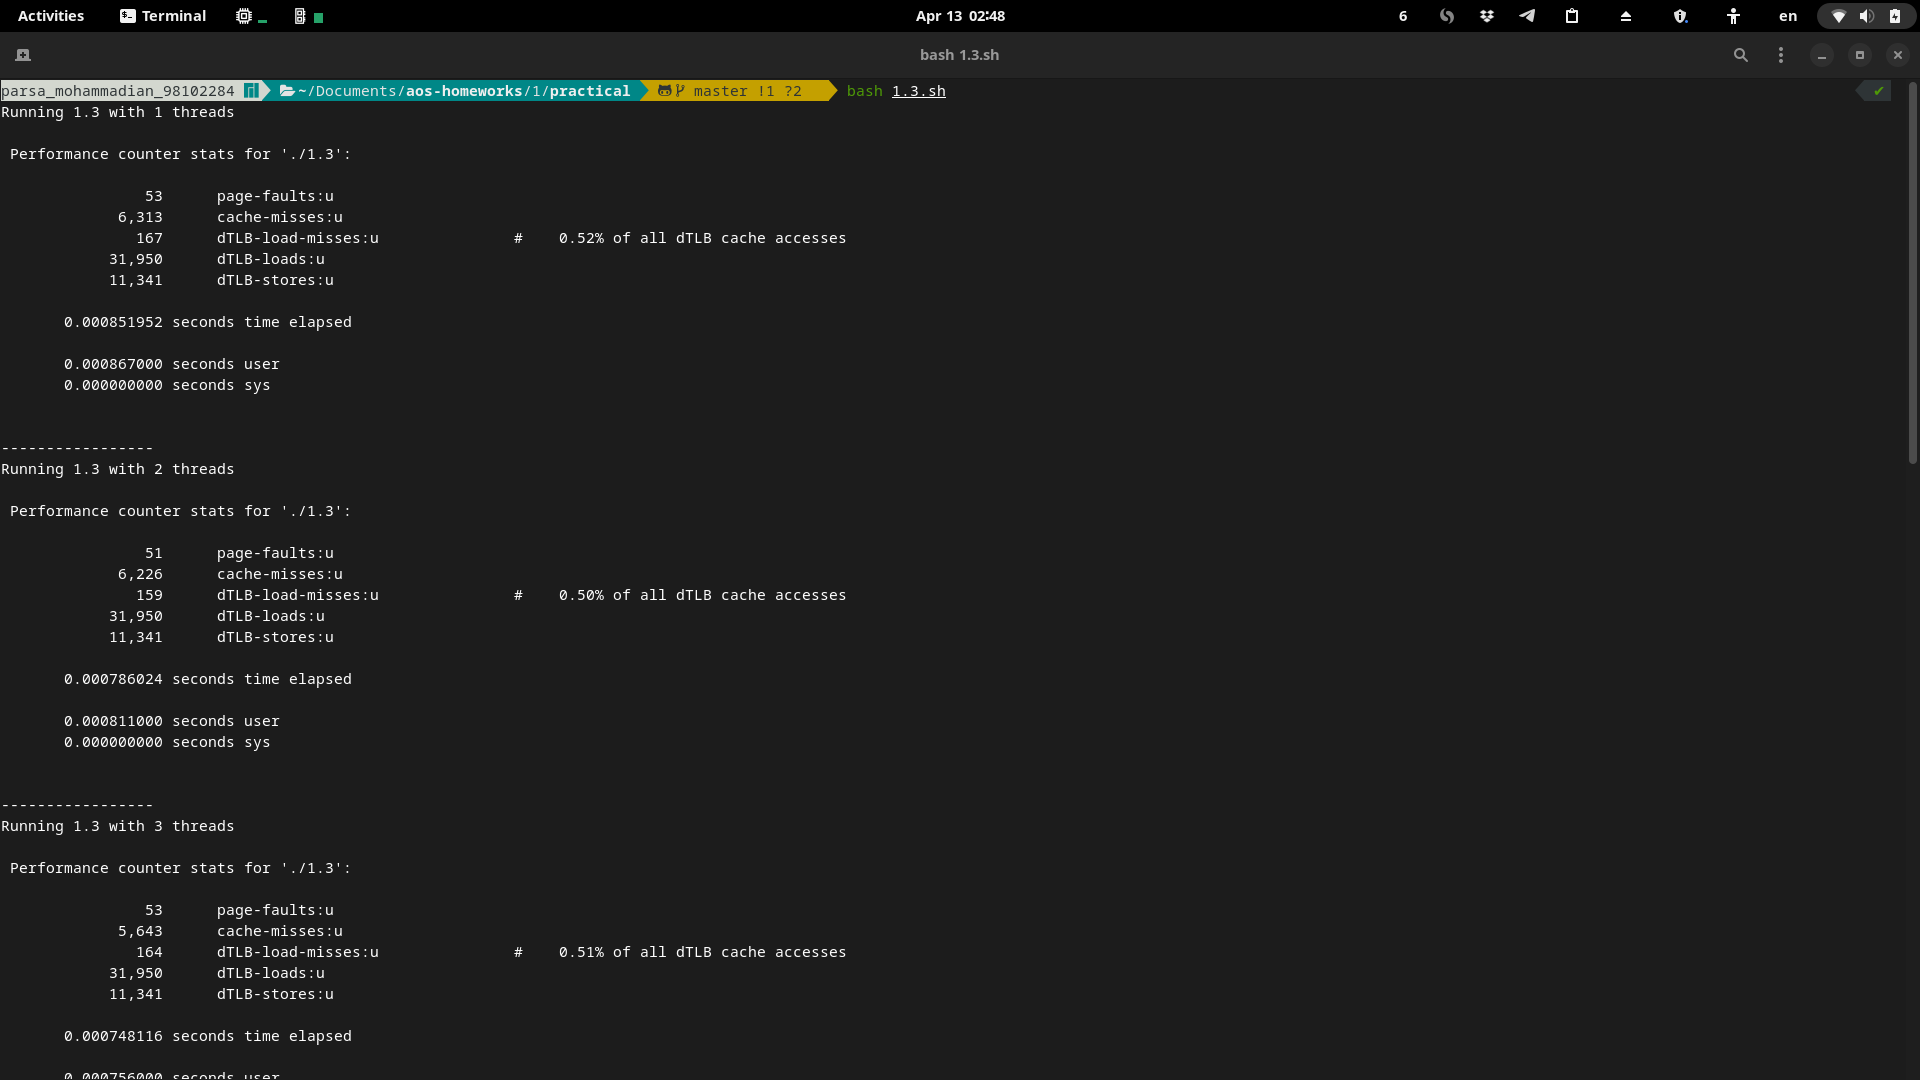 Activities Terminal Apr 13 02:48 6 en
bash 1.3.sh
parsa_mohammadian_98102284 ~/Documents/aos-homeworks/1/practical master !1 ?2 bash 1.3.sh ✔
Running 1.3 with 1 threads
Performance counter stats for './1.3':
53 page-faults:u
6,313 cache-misses:u
167 dTLB-load-misses:u # 0.52% of all dTLB cache accesses
31,950 dTLB-loads:u
11,341 dTLB-stores:u
0.000851952 seconds time elapsed
0.000867000 seconds user
0.000000000 seconds sys
-----------------
Running 1.3 with 2 threads
Performance counter stats for './1.3':
51 page-faults:u
6,226 cache-misses:u
159 dTLB-load-misses:u # 0.50% of all dTLB cache accesses
31,950 dTLB-loads:u
11,341 dTLB-stores:u
0.000786024 seconds time elapsed
0.000811000 seconds user
0.000000000 seconds sys
-----------------
Running 1.3 with 3 threads
Performance counter stats for './1.3':
53 page-faults:u
5,643 cache-misses:u
164 dTLB-load-misses:u # 0.51% of all dTLB cache accesses
31,950 dTLB-loads:u
11,341 dTLB-stores:u
0.000748116 seconds time elapsed
0.000756000 seconds user